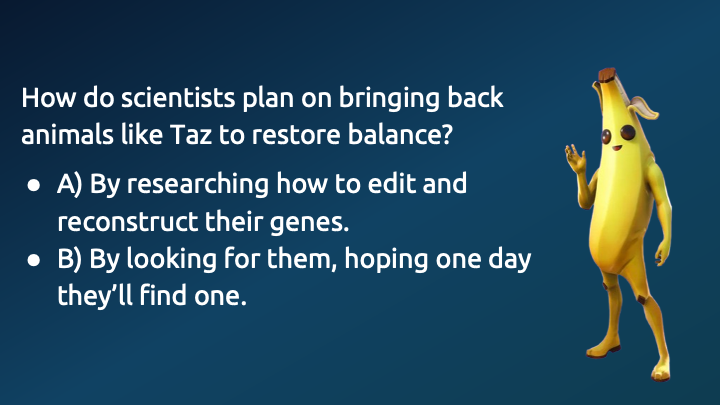 How do scientists plan on bringing back
animals like Taz to restore balance?
● A) By researching how to edit and
reconstruct their genes.
● B) By looking for them, hoping one day
they’ll find one.